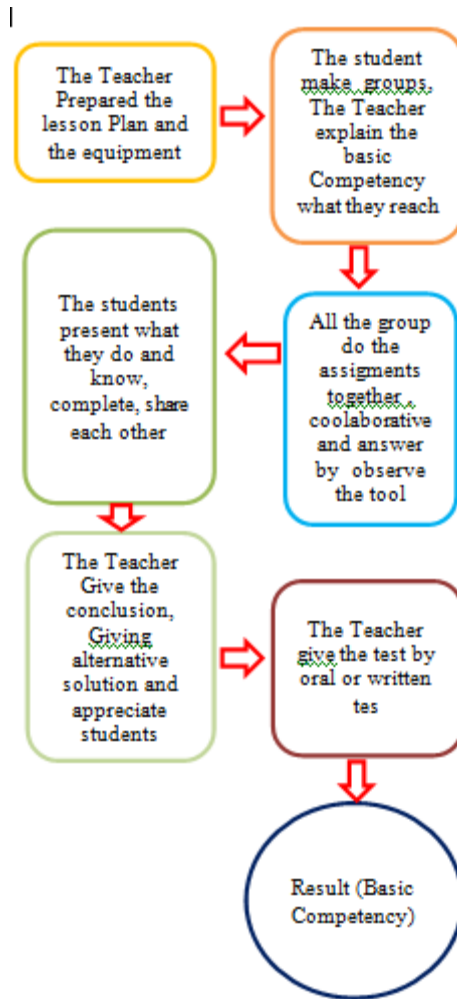 The Teacher
Prepared the
lesson Plan and
the equipment
The student
make groups,
The Teacher
explain the
basic
Competency
what they reach
All the group
do the
assigments
together ,
coolaborative
and answer
by observe
the tool
The students
present what
they do and
know,
complete, share
each other
The Teacher
Give the
conclusion,
Giving
alternative
solution and
appreciate
students
The Teacher
give the test by
oral or written
tes
Result (Basic
Competency)